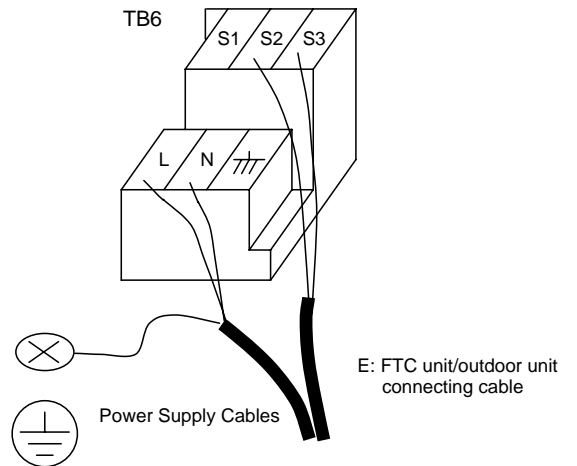 TB6
S1 S2 S3
L N
E: FTC unit/outdoor unit
connecting cable
Power Supply Cables